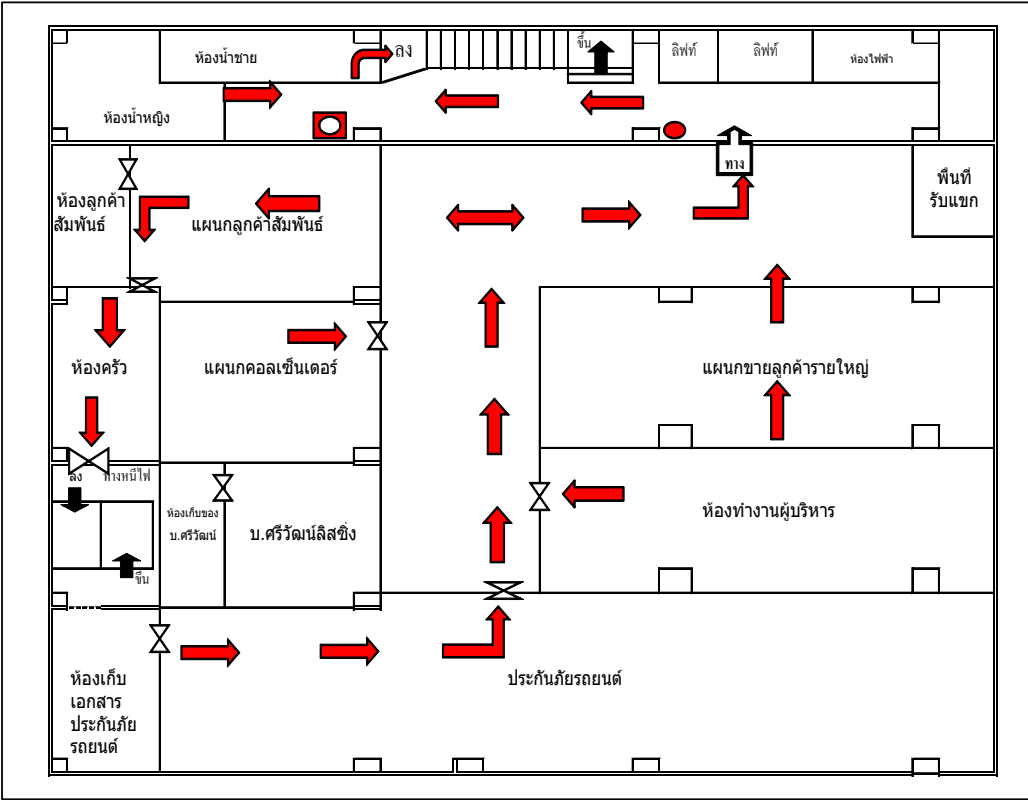 ห้องน้ำชาย
ลง
ขึ้น
ลิฟท์
ลิฟท์
ห้องไฟฟ้า
ห้องน้ำหญิง
ทาง
พื้นที่
รับแขก
ห้องลูกค้า
สัมพันธ์
แผนกลูกค้าสัมพันธ์
ห้องครัว
แผนกคอลเซ็นเตอร์
แผนกขายลูกค้ารายใหญ่
ลง
ทางหนีไฟ
ห้องเก็บของ
บ.ศรีวัฒน์
บ.ศรีวัฒน์ลิสซิ่ง
ห้องทำงานผู้บริหาร
ขึ้น
ห้องเก็บ
เอกสาร
ประกันภัย
รถยนต์
ประกันภัยรถยนต์